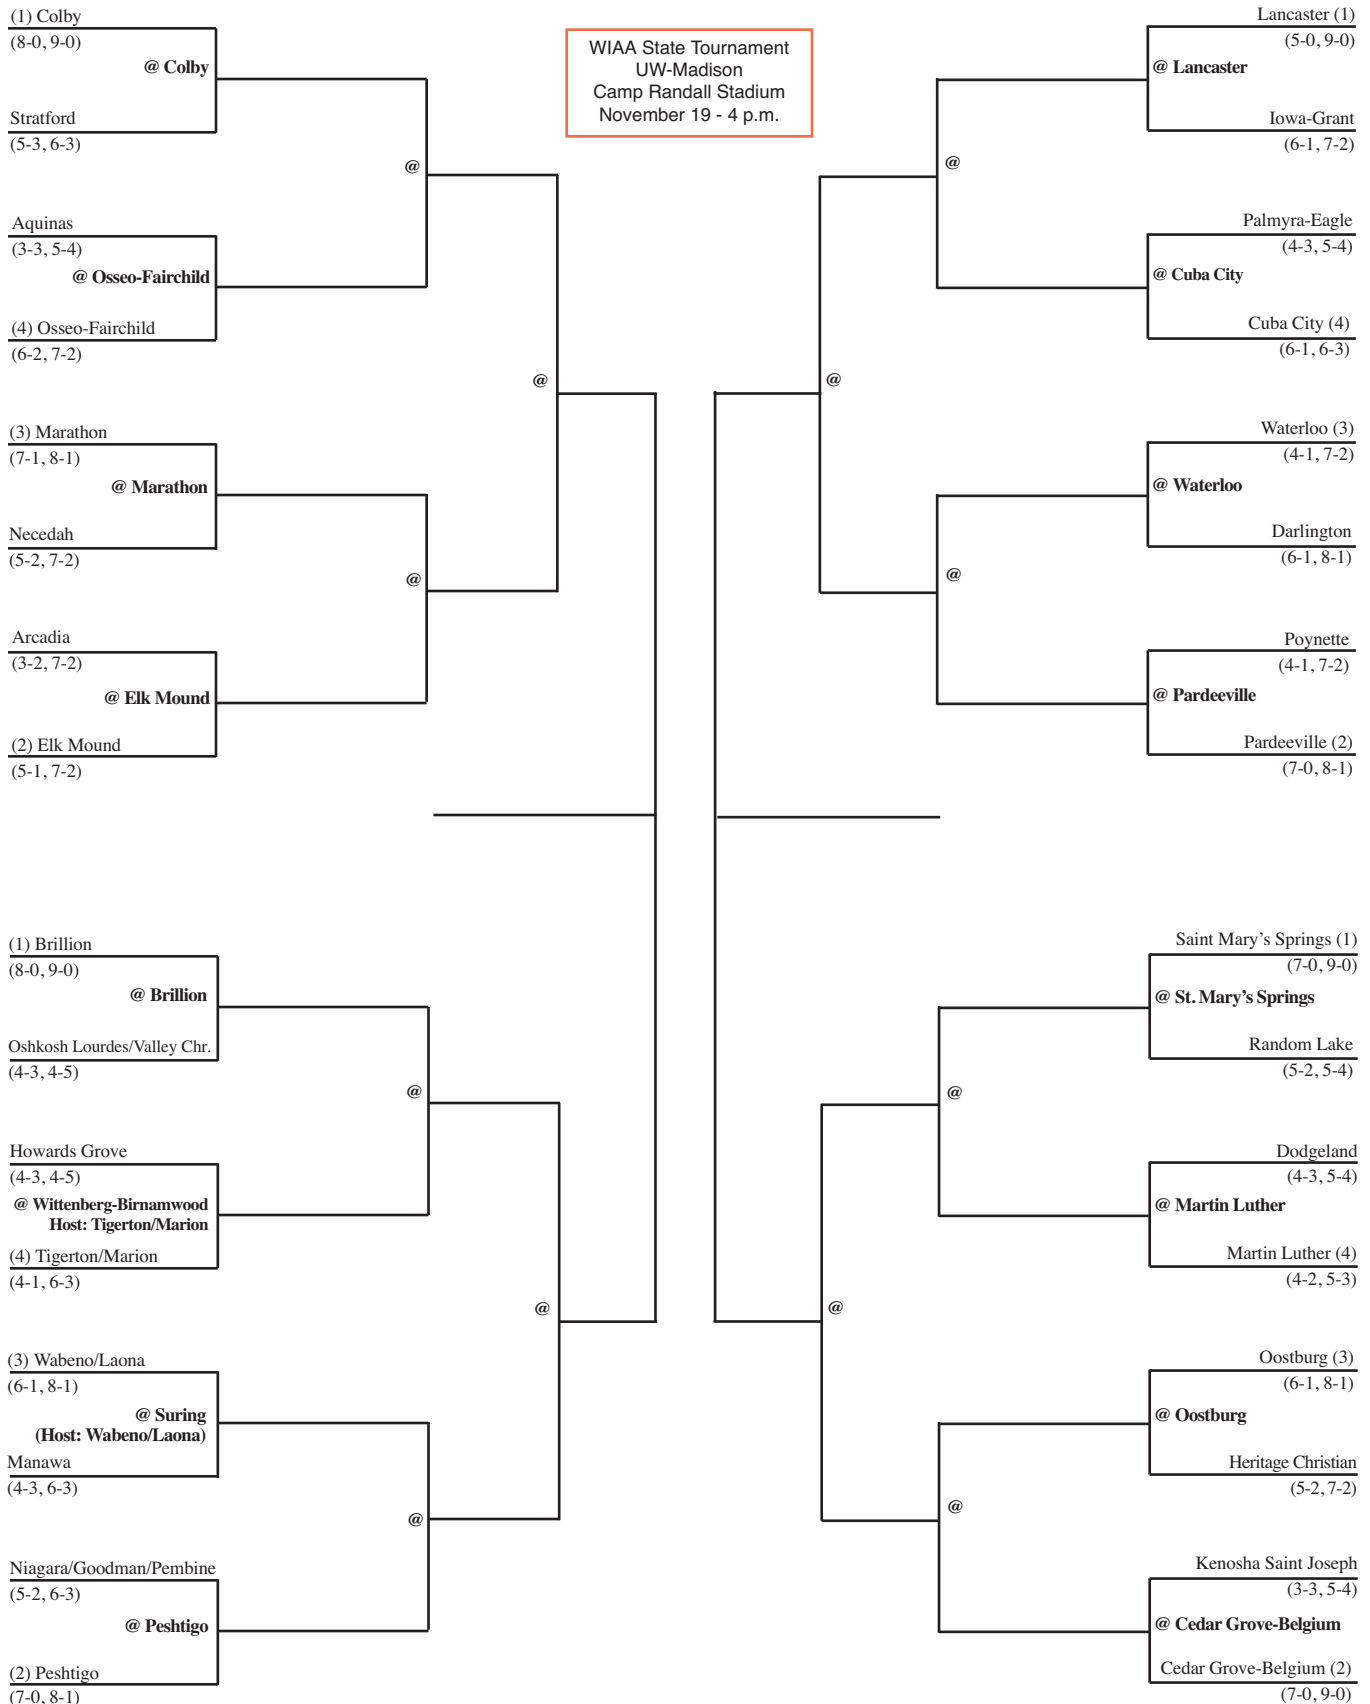 (1) Colby
(8-0, 9-0)
@ Colby
Stratford
(5-3, 6-3)
@
Aquinas
(3-3, 5-4)
@ Osseo-Fairchild
(4) Osseo-Fairchild
(6-2, 7-2)
@
(3) Marathon
(7-1, 8-1)
@ Marathon
Necedah
(5-2, 7-2)
@
Arcadia
(3-2, 7-2)
@ Elk Mound
(2) Elk Mound
(5-1, 7-2)
(1) Brillion
(8-0, 9-0)
@ Brillion
Oshkosh Lourdes/Valley Chr.
(4-3, 4-5)
@
Howards Grove
(4-3, 4-5)
@ Wittenberg-Birnamwood
Host: Tigerton/Marion
(4) Tigerton/Marion
(4-1, 6-3)
@
(3) Wabeno/Laona
(6-1, 8-1)
@ Suring
(Host: Wabeno/Laona)
Manawa
(4-3, 6-3)
@
Niagara/Goodman/Pembine
(5-2, 6-3)
@ Peshtigo
(2) Peshtigo
(7-0, 8-1)
WIAA State Tournament
UW-Madison
Camp Randall Stadium
November 19 - 4 p.m.
Lancaster (1)
(5-0, 9-0)
@ Lancaster
Iowa-Grant
(6-1, 7-2)
@
Palmyra-Eagle
(4-3, 5-4)
@ Cuba City
Cuba City (4)
(6-1, 6-3)
@
Waterloo (3)
(4-1, 7-2)
@ Waterloo
Darlington
(6-1, 8-1)
@
Poynette
(4-1, 7-2)
@ Pardeeville
Pardeeville (2)
(7-0, 8-1)
Saint Mary's Springs (1)
(7-0, 9-0)
@ St. Mary's Springs
Random Lake
(5-2, 5-4)
@
Dodgeland
(4-3, 5-4)
@ Martin Luther
Martin Luther (4)
(4-2, 5-3)
@
Oostburg (3)
(6-1, 8-1)
@ Oostburg
Heritage Christian
(5-2, 7-2)
@
Kenosha Saint Joseph
(3-3, 5-4)
@ Cedar Grove-Belgium
Cedar Grove-Belgium (2)
(7-0, 9-0)